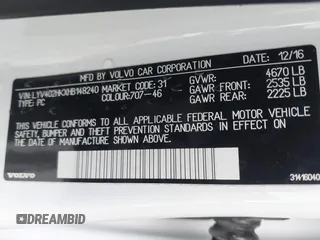 MFD BY VOLVO CAR CORPORATION 12/16
VIN: LYV402HK0HB148240 GVWR: 4670 LB
MARKET SPEC: 31 GAWR FRONT: 2535 LB
TYPE: PC COLOUR: 707-46 GAWR REAR: 2225 LB
THIS VEHICLE CONFORMS TO ALL APPLICABLE FEDERAL MOTOR VEHICLE
SAFETY, BUMPER AND THEFT PREVENTION STANDARDS IN EFFECT
ON THE DATE OF MANUFACTURE SHOWN ABOVE.
VOLVO
31416040
DREAMBID